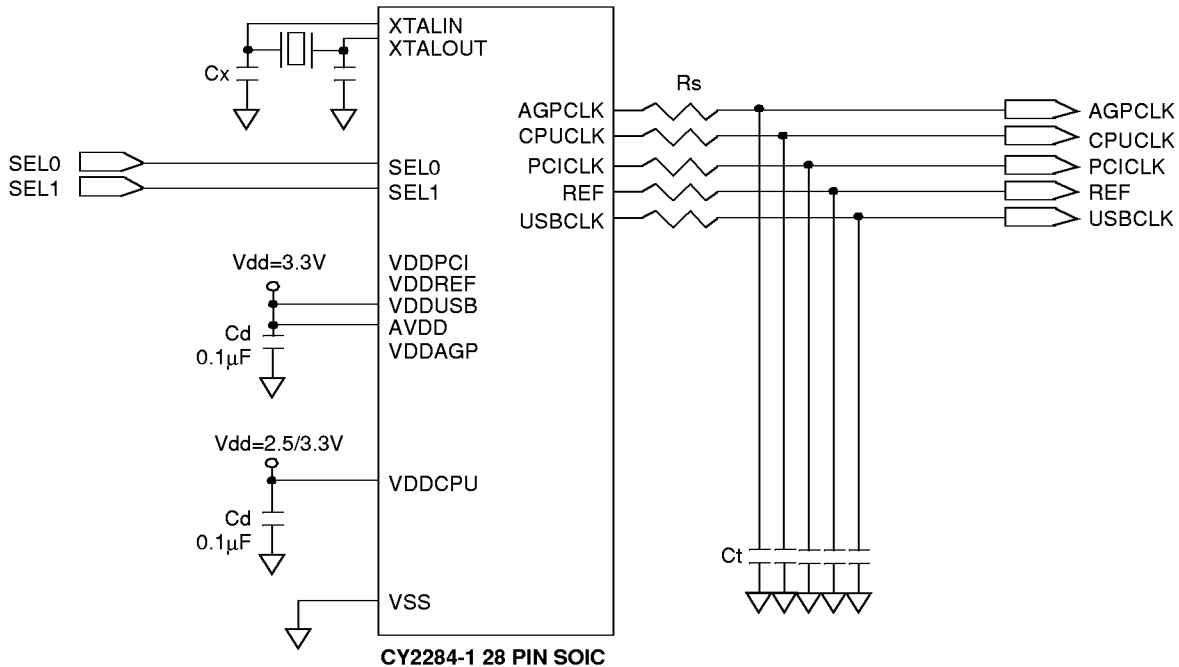 XTALIN
XTALOUT
Cx
Rs
AGPCLK
CPUCLK
PCICLK
REF
USBCLK
AGPCLK
CPUCLK
PCICLK
REF
USBCLK
SEL0
SEL1
SEL0
SEL1
Vdd=3.3V
VDDPCI
VDDREF
VDDUSB
AVDD
VDDAGP
Cd
0.1µF
Vdd=2.5/3.3V
VDDCPU
Cd
0.1µF
Ct
VSS
CY2284-1 28 PIN SOIC